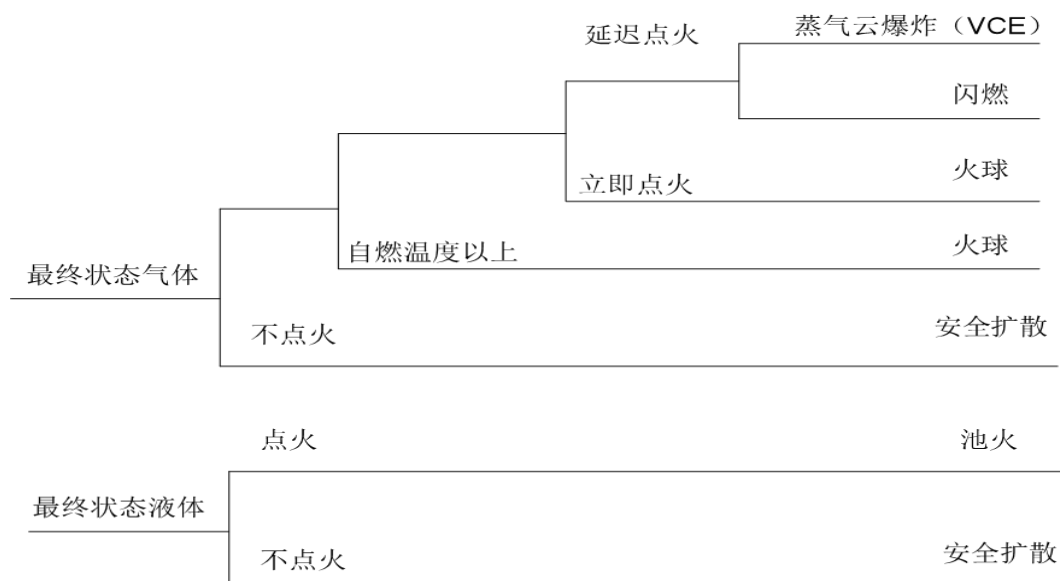 延迟点火
蒸气云爆炸（VCE）
闪燃
立即点火
火球
自燃温度以上
火球
最终状态气体
不点火
安全扩散
点火
池火
最终状态液体
不点火
安全扩散